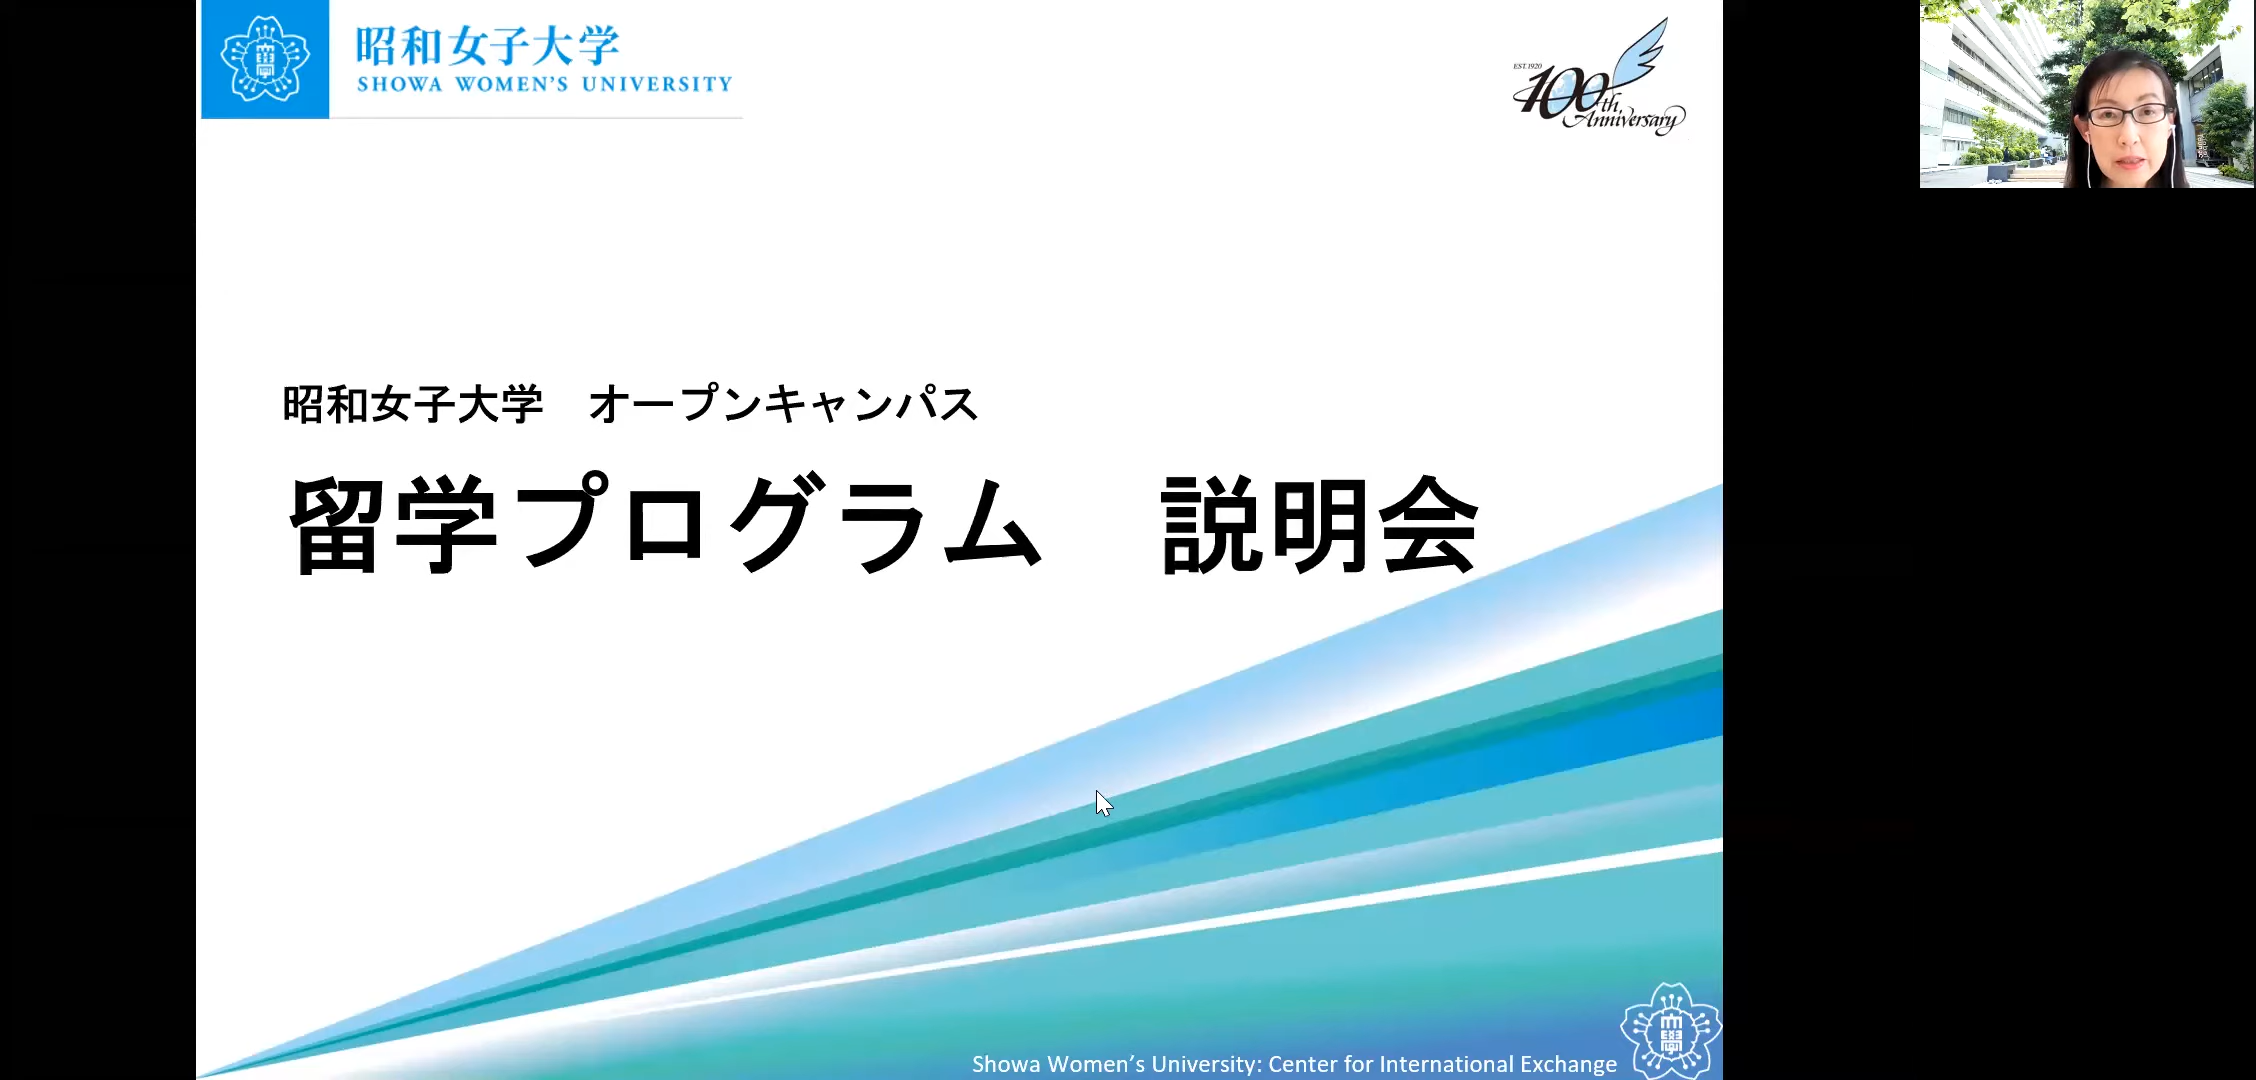 昭和女子大学
SHOWA WOMEN'S UNIVERSITY
EST.1920
100th Anniversary
昭和女子大学　オープンキャンパス
留学プログラム　説明会
Showa Women's University: Center for International Exchange